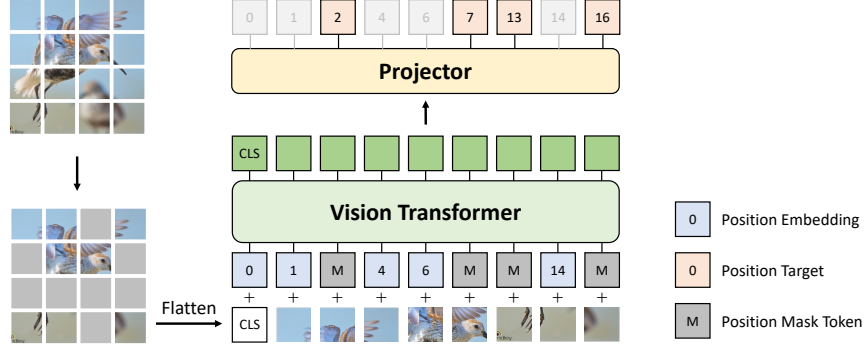 0 1 2 4 6 7 13 14 16
Projector
CLS
Vision Transformer
0 1 M 4 6 M M 14 M
+ + + + + + + + +
Flatten
CLS
0 Position Embedding
0 Position Target
M Position Mask Token